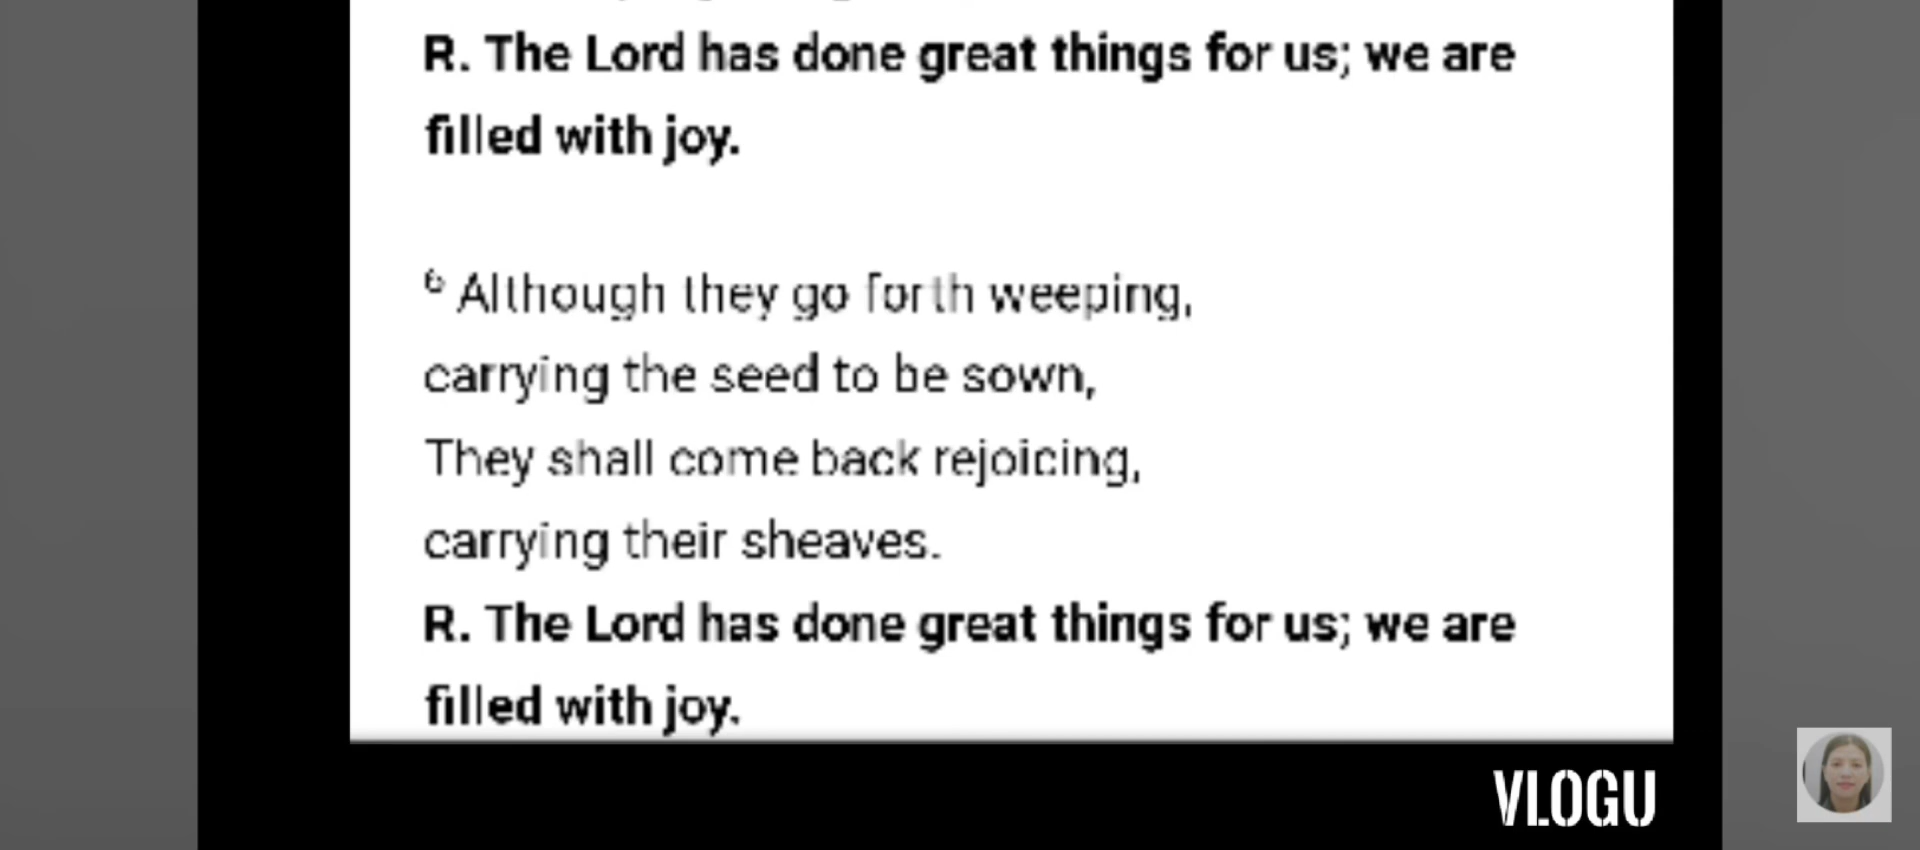 R. The Lord has done great things for us; we are
filled with joy.
6 Although they go forth weeping,
carrying the seed to be sown,
They shall come back rejoicing,
carrying their sheaves.
R. The Lord has done great things for us; we are
filled with joy.
VLOGU